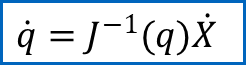 q̇ = J⁻¹(q)Ẋ